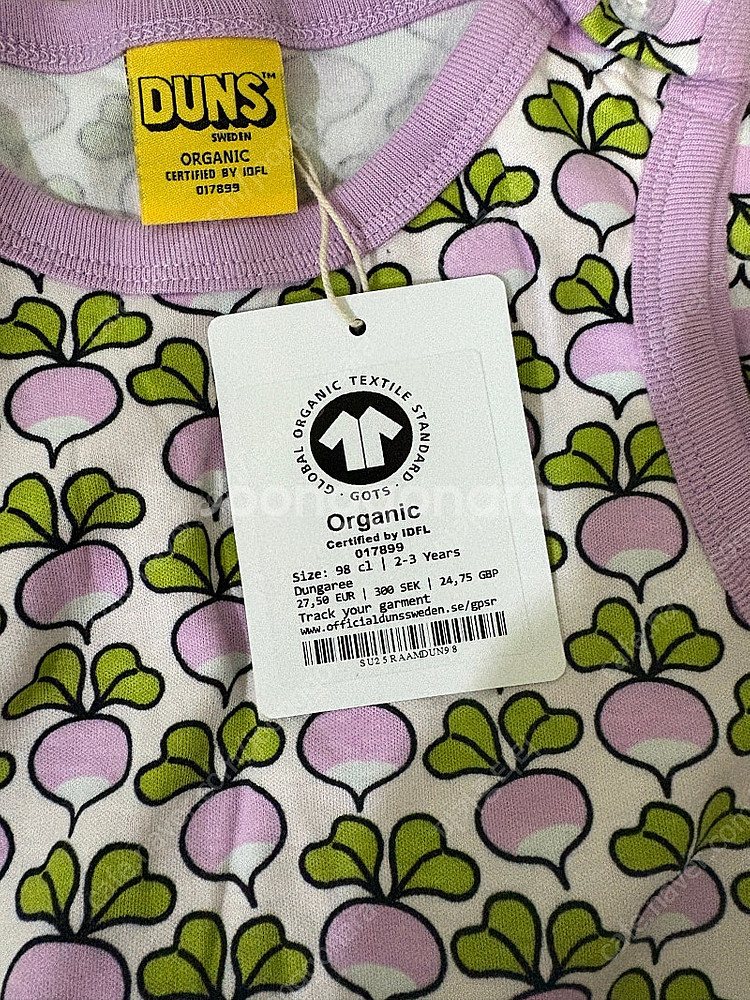 DUNS™
SWEDEN
ORGANIC
CERTIFIED BY IDFL
017899
GLOBAL ORGANIC TEXTILE STANDARD · GOTS ·
Organic
Certified by IDFL
017899
Size: 98 cl | 2-3 Years
Dungaree
27,50 EUR | 300 SEK | 24,75 GBP
Track your garment
www.officialdunssweden.se/gpsr
SU25RAAMDUN98